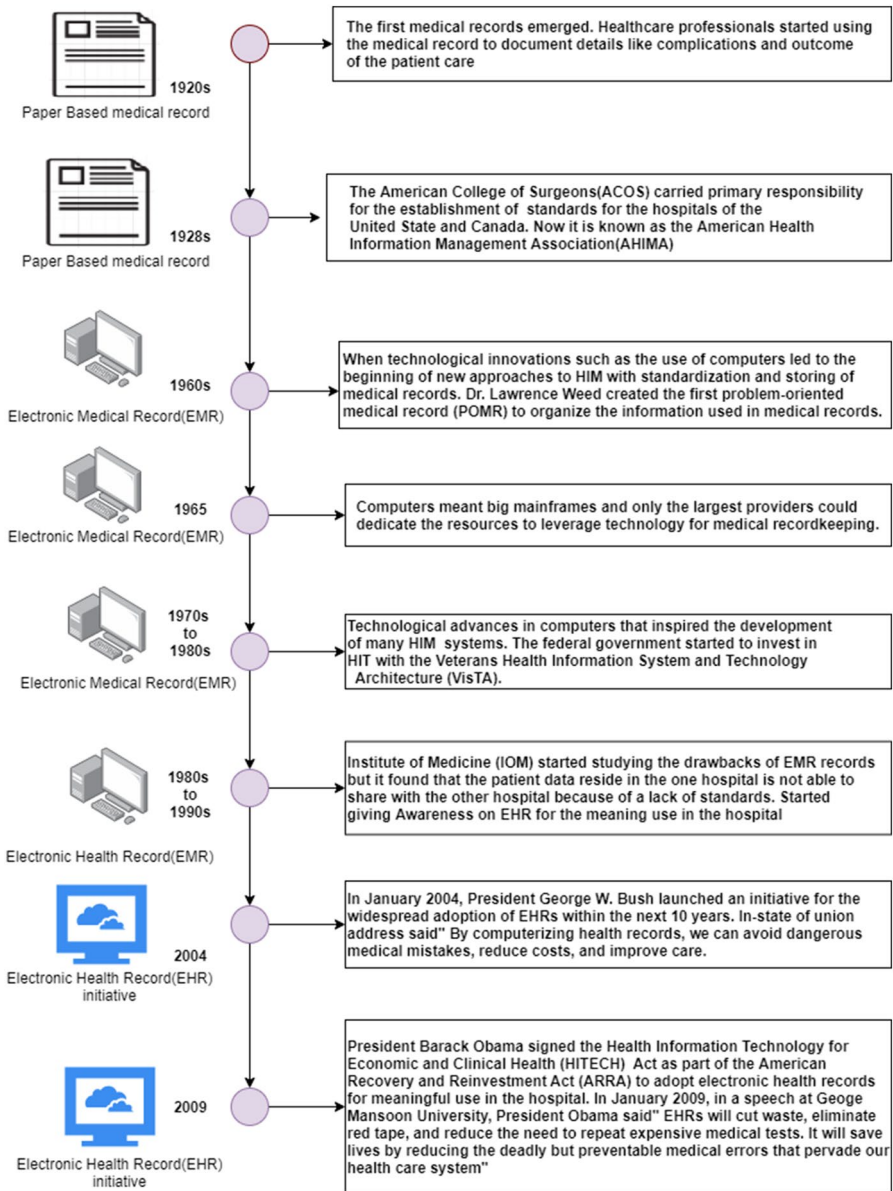 1920s
Paper Based medical record
The first medical records emerged. Healthcare professionals started using
the medical record to document details like complications and outcome
of the patient care
1928s
Paper Based medical record
The American College of Surgeons(ACOS) carried primary responsibility
for the establishment of standards for the hospitals of the
United State and Canada. Now it is known as the American Health
Information Management Association(AHIMA)
1960s
Electronic Medical Record(EMR)
When technological innovations such as the use of computers led to the
beginning of new approaches to HIM with standardization and storing of
medical records. Dr. Lawrence Weed created the first problem-oriented
medical record (POMR) to organize the information used in medical records.
1965
Electronic Medical Record(EMR)
Computers meant big mainframes and only the largest providers could
dedicate the resources to leverage technology for medical recordkeeping.
1970s
to
1980s
Electronic Medical Record(EMR)
Technological advances in computers that inspired the development
of many HIM systems. The federal government started to invest in
HIT with the Veterans Health Information System and Technology
Architecture (VisTA).
1980s
to
1990s
Electronic Health Record(EMR)
Institute of Medicine (IOM) started studying the drawbacks of EMR records
but it found that the patient data reside in the one hospital is not able to
share with the other hospital because of a lack of standards. Started
giving Awareness on EHR for the meaning use in the hospital
2004
Electronic Health Record(EHR)
initiative
In January 2004, President George W. Bush launched an initiative for the
widespread adoption of EHRs within the next 10 years. In-state of union
address said" By computerizing health records, we can avoid dangerous
medical mistakes, reduce costs, and improve care.
2009
Electronic Health Record(EHR)
initiative
President Barack Obama signed the Health Information Technology for
Economic and Clinical Health (HITECH) Act as part of the American
Recovery and Reinvestment Act (ARRA) to adopt electronic health records
for meaningful use in the hospital. In January 2009, in a speech at Geoge
Mansoon University, President Obama said" EHRs will cut waste, eliminate
red tape, and reduce the need to repeat expensive medical tests. It will save
lives by reducing the deadly but preventable medical errors that pervade our
health care system"